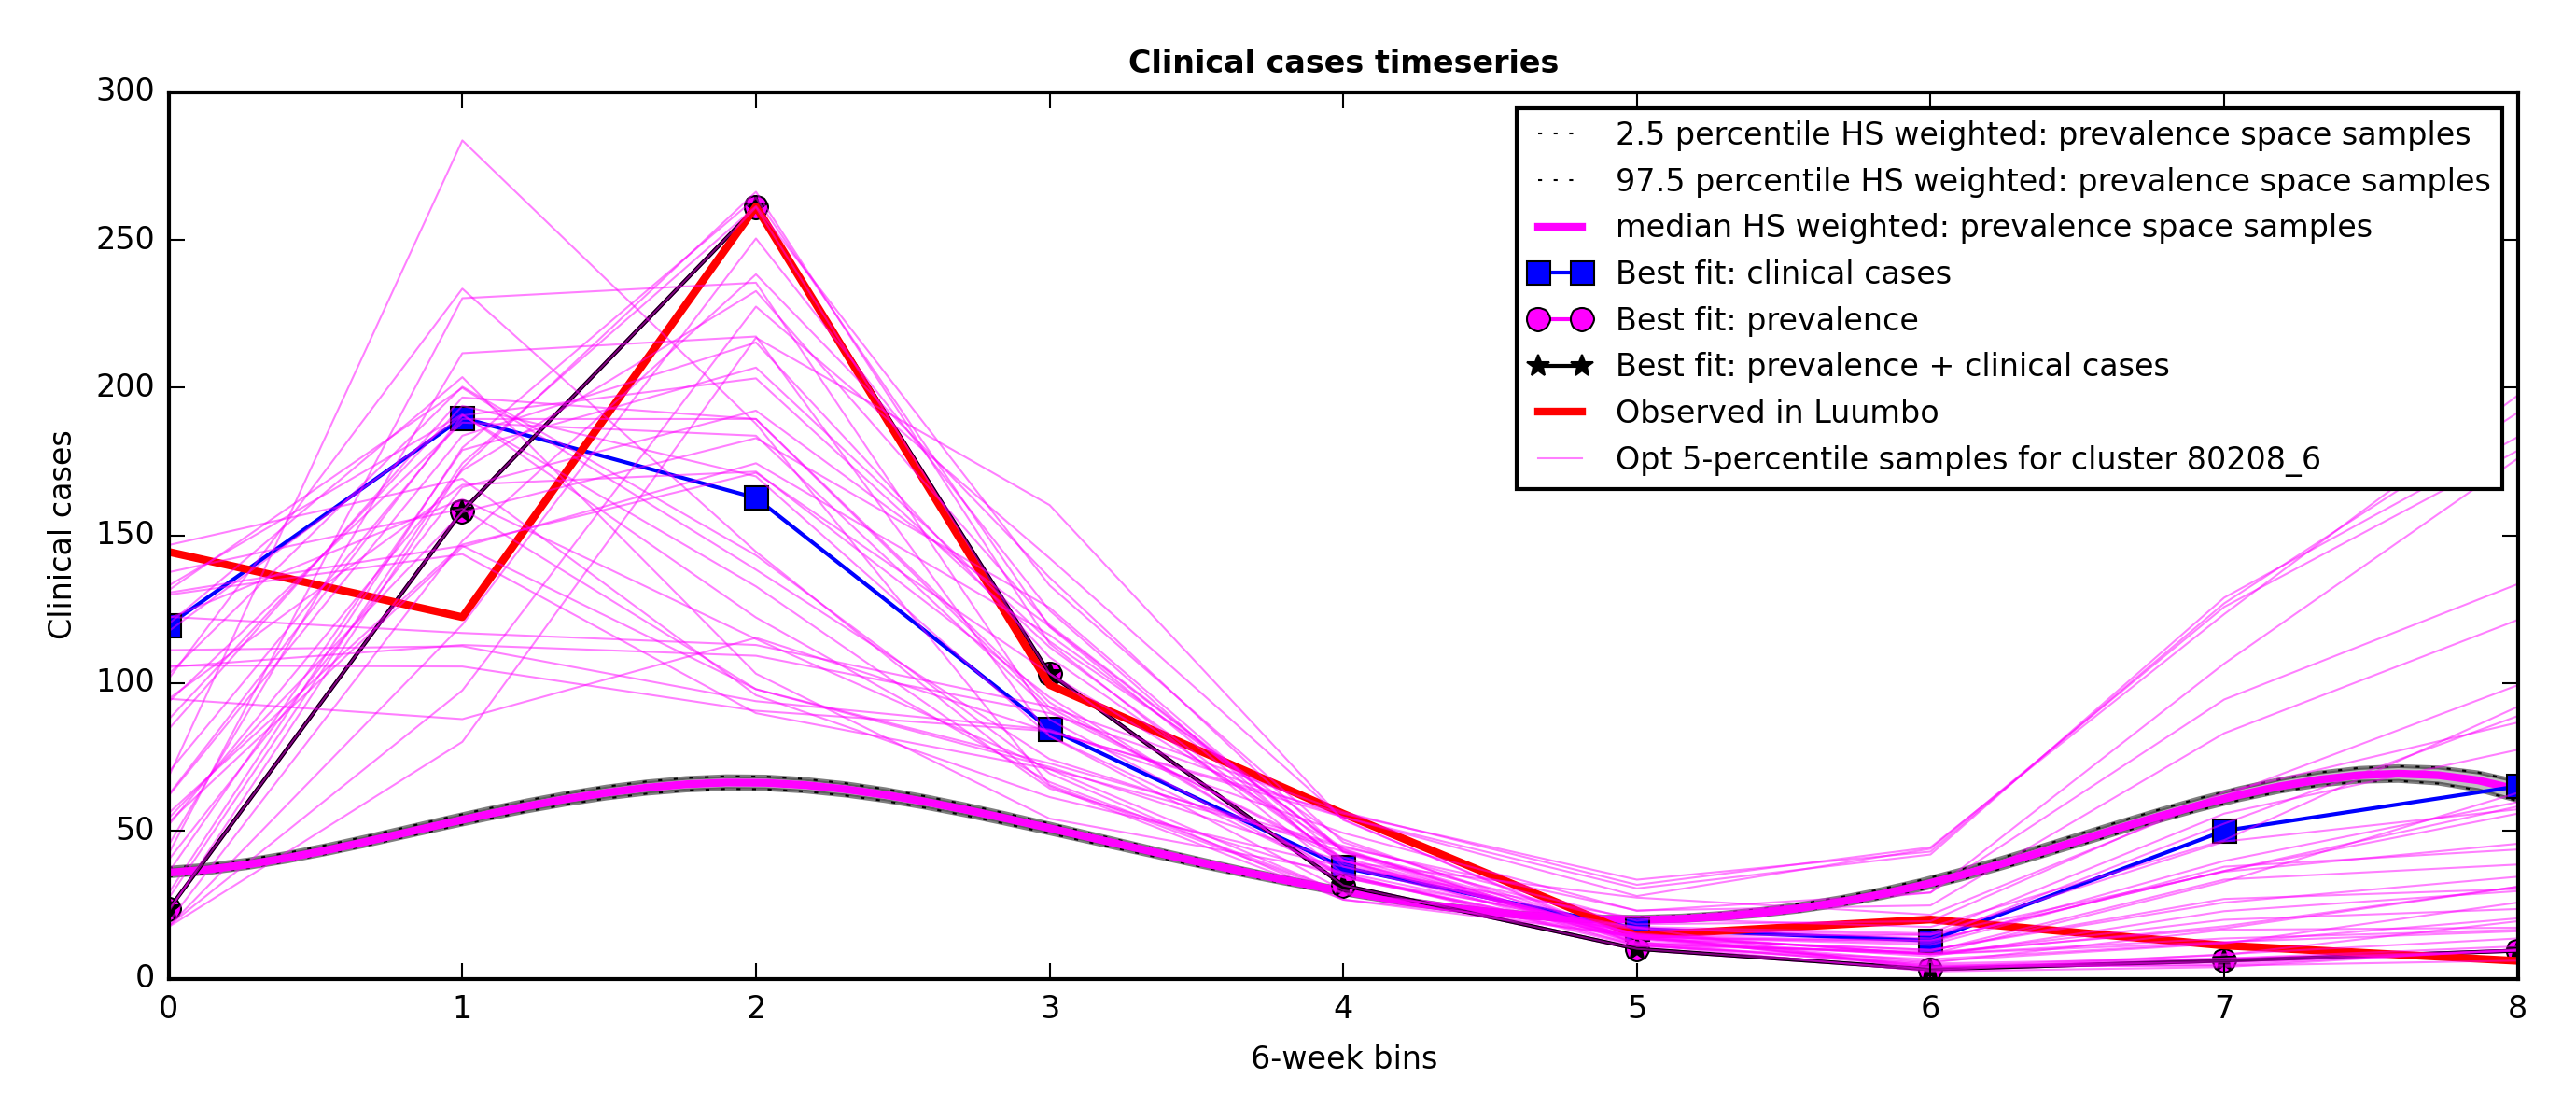 Clinical cases timeseries
300
250
200
150
100
50
0
Clinical cases
2.5 percentile HS weighted: prevalence space samples
97.5 percentile HS weighted: prevalence space samples
median HS weighted: prevalence space samples
Best fit: clinical cases
Best fit: prevalence
Best fit: prevalence + clinical cases
Observed in Luumbo
Opt 5-percentile samples for cluster 80208_6
0 1 2 3 4 5 6 7 8
6-week bins